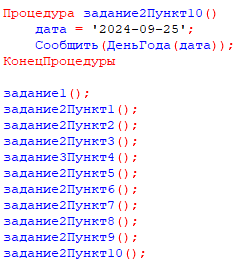 Процедура задание2Пункт10()
дата = '2024-09-25';
Сообщить(ДеньГода(дата));
КонецПроцедуры
задание1();
задание2Пункт1();
задание2Пункт2();
задание2Пункт3();
задание3Пункт4();
задание2Пункт5();
задание2Пункт6();
задание2Пункт7();
задание2Пункт8();
задание2Пункт9();
задание2Пункт10();